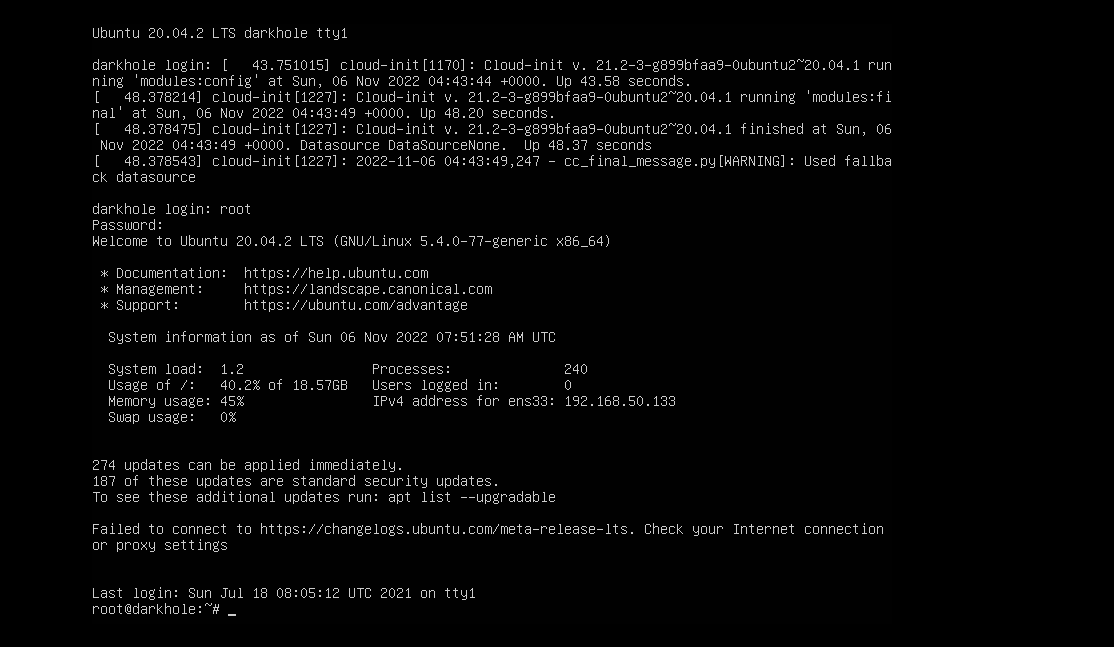 Ubuntu 20.04.2 LTS darkhole tty1
darkhole login: [   43.751015] cloud-init[1170]: Cloud-init v. 21.2-3-g899bfaa9-0ubuntu2~20.04.1 run
ning 'modules:config' at Sun, 06 Nov 2022 04:43:44 +0000. Up 43.58 seconds.
[   48.378214] cloud-init[1227]: Cloud-init v. 21.2-3-g899bfaa9-0ubuntu2~20.04.1 running 'modules:fi
nal' at Sun, 06 Nov 2022 04:43:49 +0000. Up 48.20 seconds.
[   48.378475] cloud-init[1227]: Cloud-init v. 21.2-3-g899bfaa9-0ubuntu2~20.04.1 finished at Sun, 06
 Nov 2022 04:43:49 +0000. Datasource DataSourceNone.  Up 48.37 seconds
[   48.378543] cloud-init[1227]: 2022-11-06 04:43:49,247 - cc_final_message.py[WARNING]: Used fallba
ck datasource
darkhole login: root
Password:
Welcome to Ubuntu 20.04.2 LTS (GNU/Linux 5.4.0-77-generic x86_64)
 * Documentation:  https://help.ubuntu.com
 * Management:     https://landscape.canonical.com
 * Support:        https://ubuntu.com/advantage
  System information as of Sun 06 Nov 2022 07:51:28 AM UTC
  System load:  1.2                Processes:              240
  Usage of /:   40.2% of 18.57GB   Users logged in:        0
  Memory usage: 45%                IPv4 address for ens33: 192.168.50.133
  Swap usage:   0%
274 updates can be applied immediately.
187 of these updates are standard security updates.
To see these additional updates run: apt list --upgradable
Failed to connect to https://changelogs.ubuntu.com/meta-release-lts. Check your Internet connection
or proxy settings
Last login: Sun Jul 18 08:05:12 UTC 2021 on tty1
root@darkhole:~# _